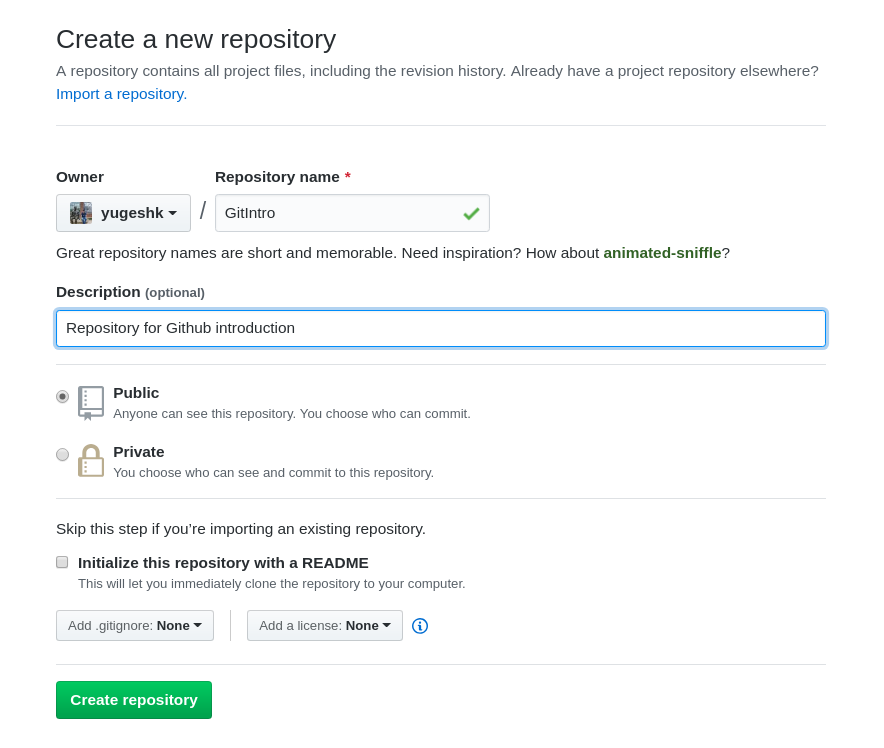 Create a new repository
A repository contains all project files, including the revision history. Already have a project repository elsewhere?
Import a repository.
Owner Repository name *
yugeshk / GitIntro
Great repository names are short and memorable. Need inspiration? How about animated-sniffle?
Description (optional)
Repository for Github introduction
Public
Anyone can see this repository. You choose who can commit.
Private
You choose who can see and commit to this repository.
Skip this step if you’re importing an existing repository.
Initialize this repository with a README
This will let you immediately clone the repository to your computer.
Add .gitignore: None Add a license: None
Create repository